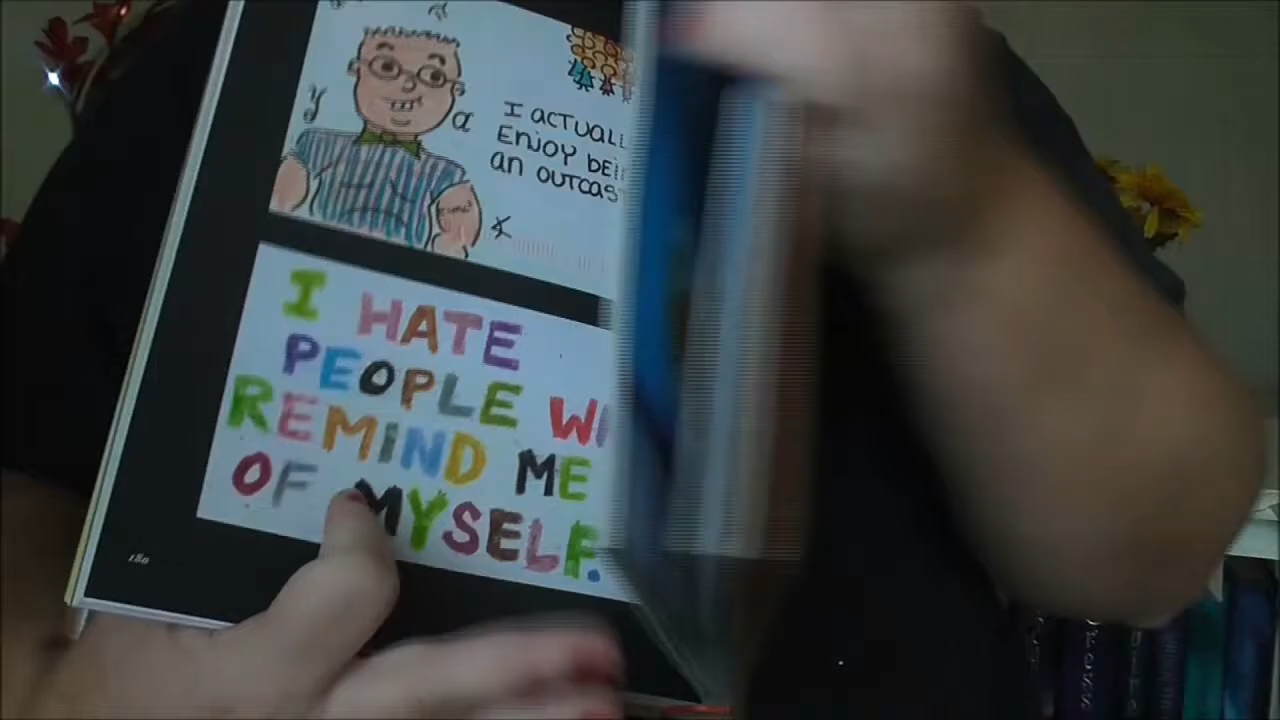 y
a
I ACTUALL
ENJOY BEI
AN OUTCAS
I HATE
PEOPLE W
REMIND ME
OF MYSELF.
180